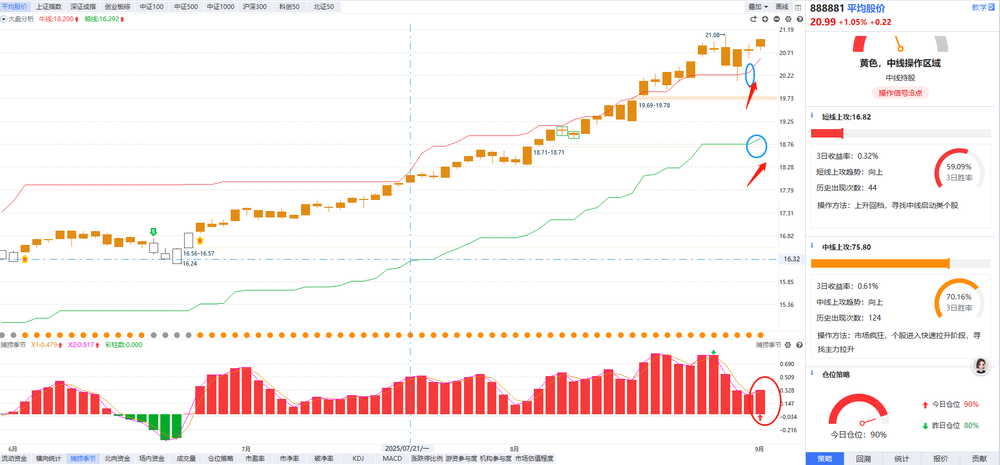 平均股价 上证指数 深证成指 创业板综 中证100 中证500 中证1000 沪深300 科创50 北证50 叠加 画线
大盘分析 牛线:18.200 熊线:16.292
21.19
20.71
20.22
19.73
19.25
18.76
18.28
17.79
17.31
16.82
16.32
15.85
15.36
21.08
19.69-19.78
18.71-18.71
16.56-16.57
16.24
S
B
B
捕捞季节 X1:0.479 X2:0.517 彩柱数:0.000
捕捞季节
0.690
0.509
0.328
0.147
-0.034
-0.216
6月 7月 2025/07/21/一 8月 9月
流动资金 横向统计 捕捞季节 北向资金 场内资金 成交量 仓位策略 市盈率 市净率 破净率 KDJ MACD 涨跌停比例 游资参与度 机构参与度 市场估值程度
888881 平均股价 教学
20.99 +1.05% +0.22
黄色，中线操作区域
中线持股
操作信号:B点
短线上攻:16.82
3日收益率：0.32%
短线上攻趋势：向上
历史出现次数：44
59.09%
3日胜率
操作方法：上升回档，寻找中线启动类个股
中线上攻:75.80
3日收益率：0.61%
中线上攻趋势：向上
历史出现次数：124
70.16%
3日胜率
操作方法：市场疯狂，个股进入快速拉升阶段，寻
找主力拉升
仓位策略
今日仓位 90%
昨日仓位 80%
今日仓位：90%
策略 回溯 统计 报价 贡献